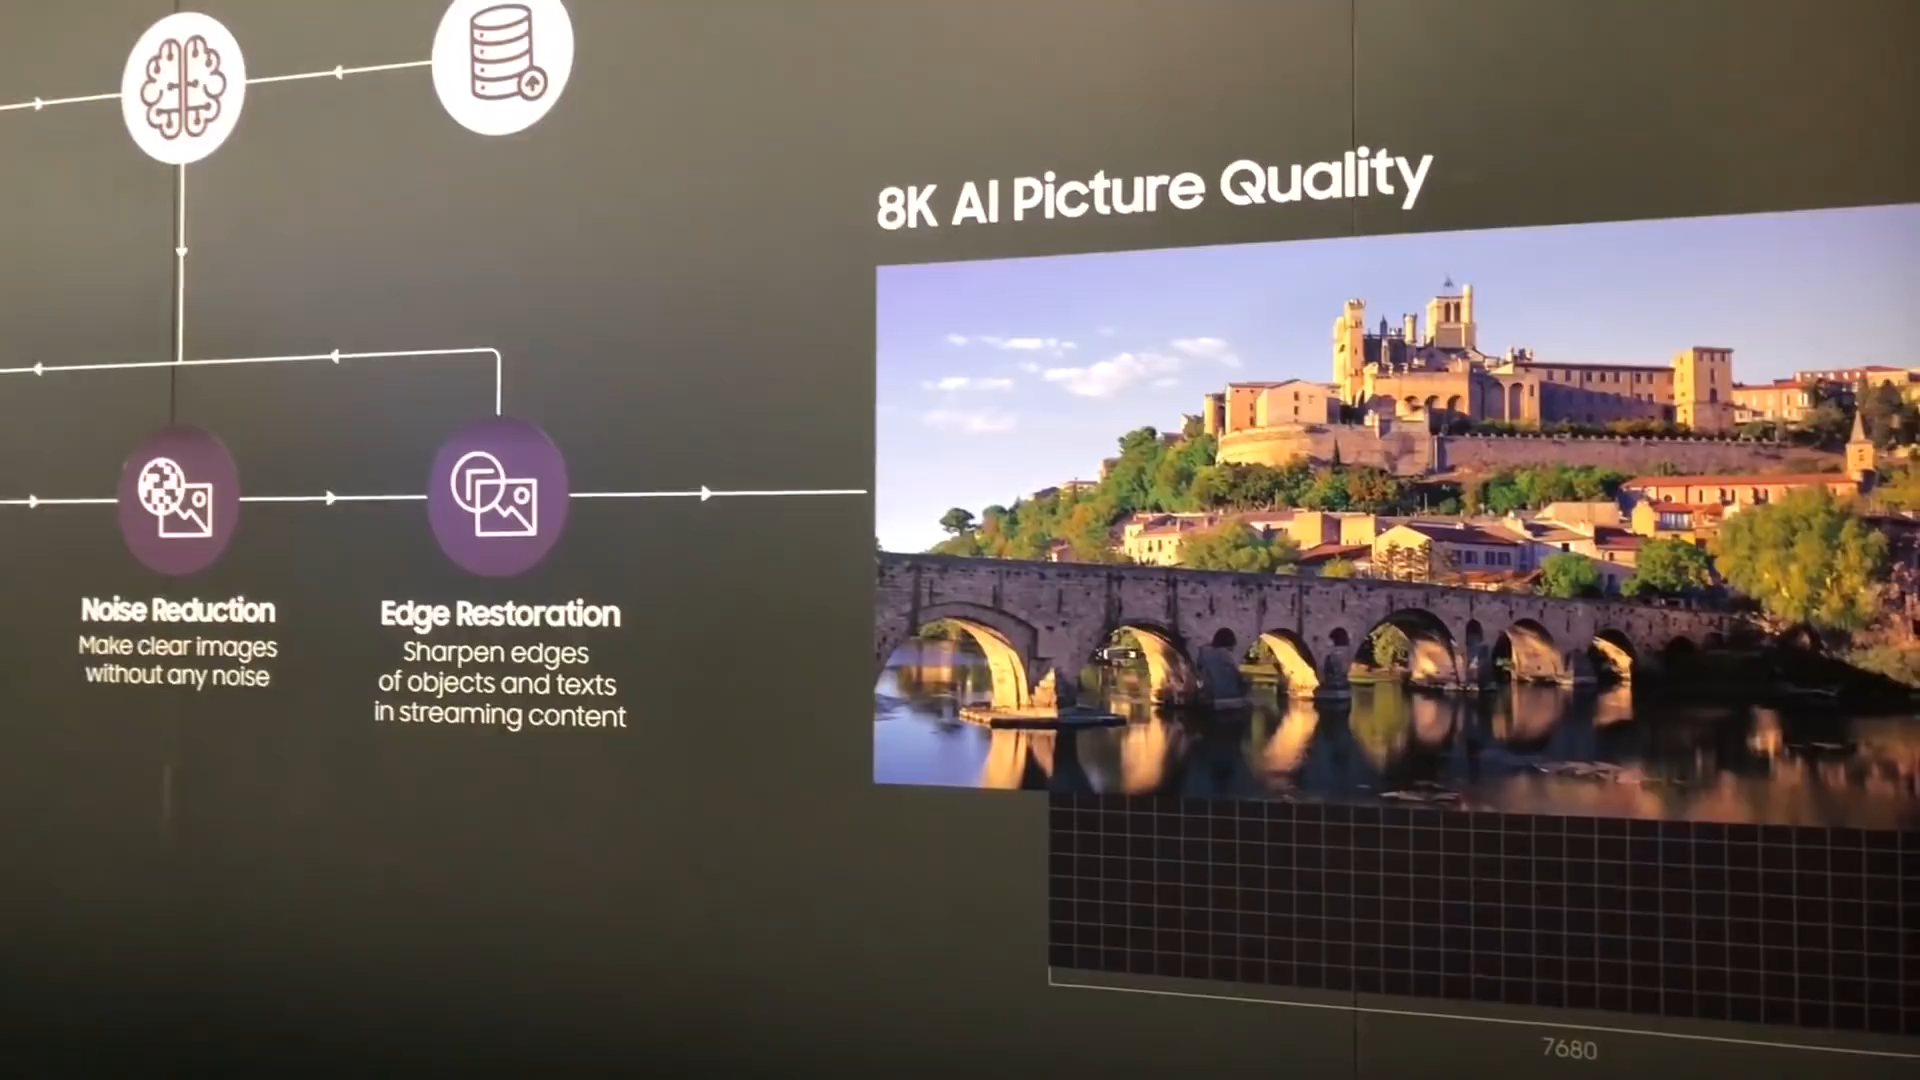 8K AI Picture Quality
Noise Reduction
Make clear images
without any noise
Edge Restoration
Sharpen edges
of objects and texts
in streaming content
7680